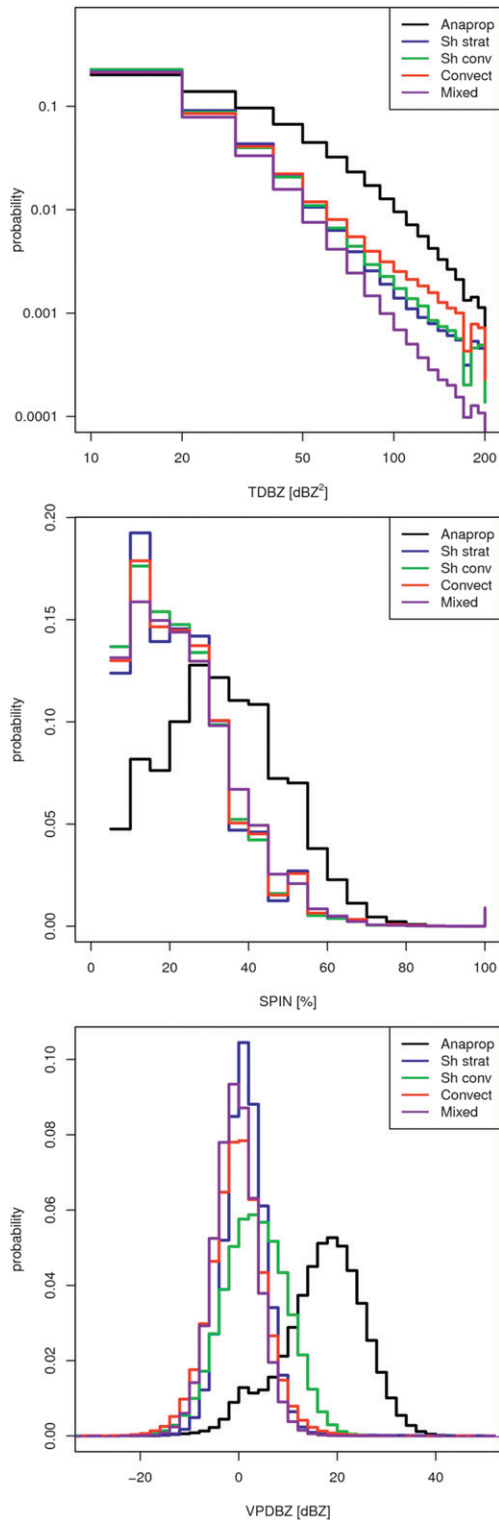 Anaprop
Sh strat
Sh conv
Convect
Mixed
0.1
0.01
0.001
0.0001
probability
10 20 50 100 200
TDBZ [dBZ²]
Anaprop
Sh strat
Sh conv
Convect
Mixed
0.20
0.15
0.10
0.05
0.00
probability
0 20 40 60 80 100
SPIN [%]
Anaprop
Sh strat
Sh conv
Convect
Mixed
0.10
0.08
0.06
0.04
0.02
0.00
probability
−20 0 20 40
VPDBZ [dBZ]